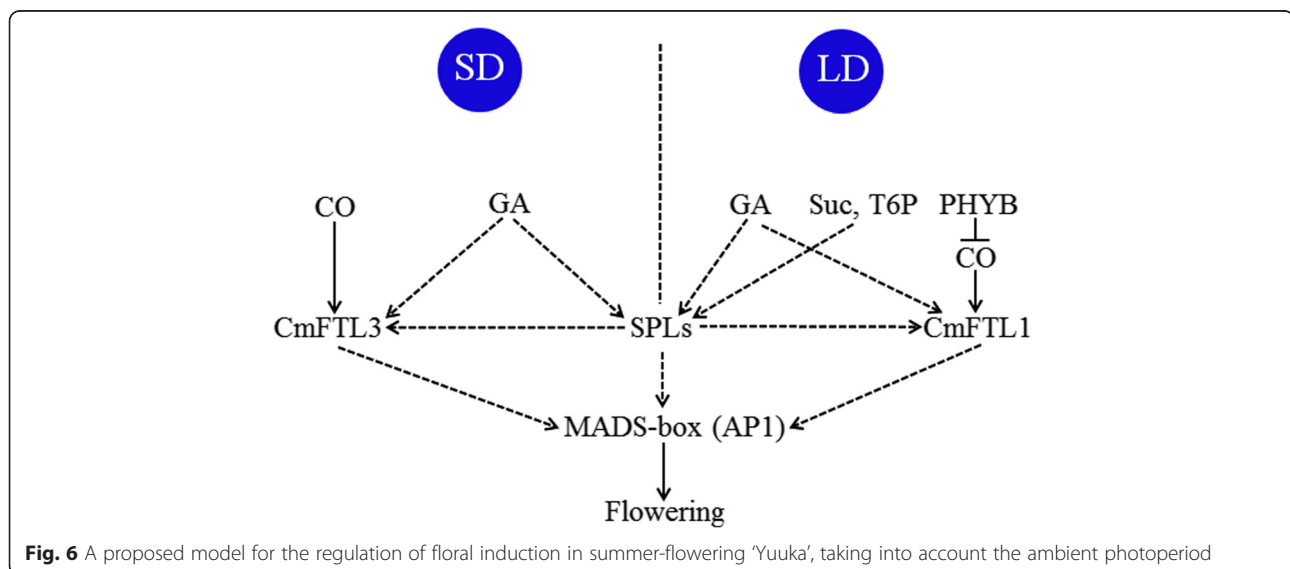 SD
LD
CO
GA
GA
Suc, T6P
PHYB
CO
CmFTL3
SPLs
CmFTL1
MADS-box (AP1)
Flowering
Fig. 6 A proposed model for the regulation of floral induction in summer-flowering ‘Yuuka’, taking into account the ambient photoperiod